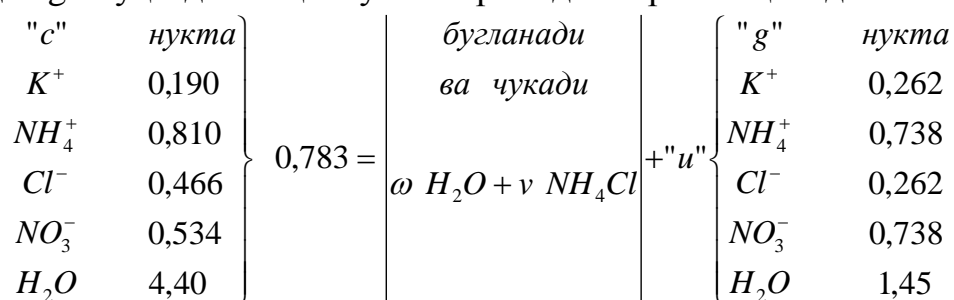 "c" нукта бугланади "g" нукта
K⁺ 0,190 ва чукади K⁺ 0,262
NH₄⁺ 0,810 NH₄⁺ 0,738
0,783 = ω H₂O + ν NH₄Cl +"u"
Cl⁻ 0,466 Cl⁻ 0,262
NO₃⁻ 0,534 NO₃⁻ 0,738
H₂O 4,40 H₂O 1,45